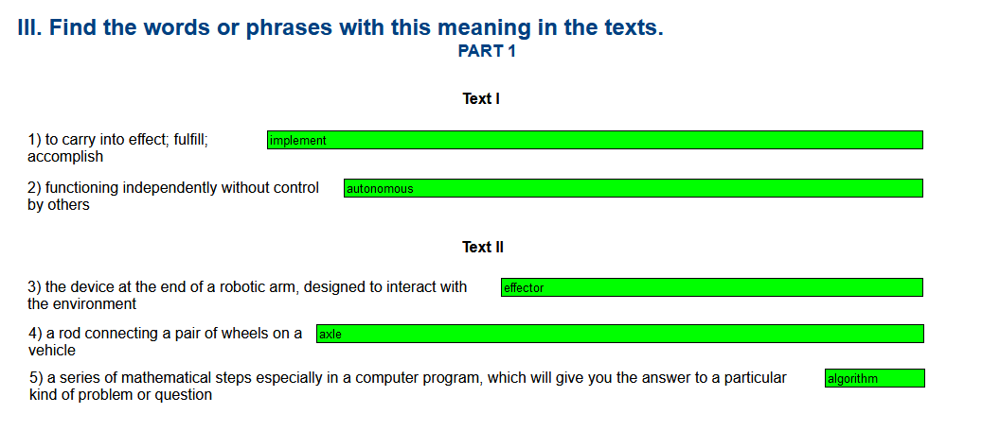 III. Find the words or phrases with this meaning in the texts.
PART 1
Text I
1) to carry into effect; fulfill; implement
accomplish
2) functioning independently without control autonomous
by others
Text II
3) the device at the end of a robotic arm, designed to interact with effector
the environment
4) a rod connecting a pair of wheels on a axle
vehicle
5) a series of mathematical steps especially in a computer program, which will give you the answer to a particular algorithm
kind of problem or question